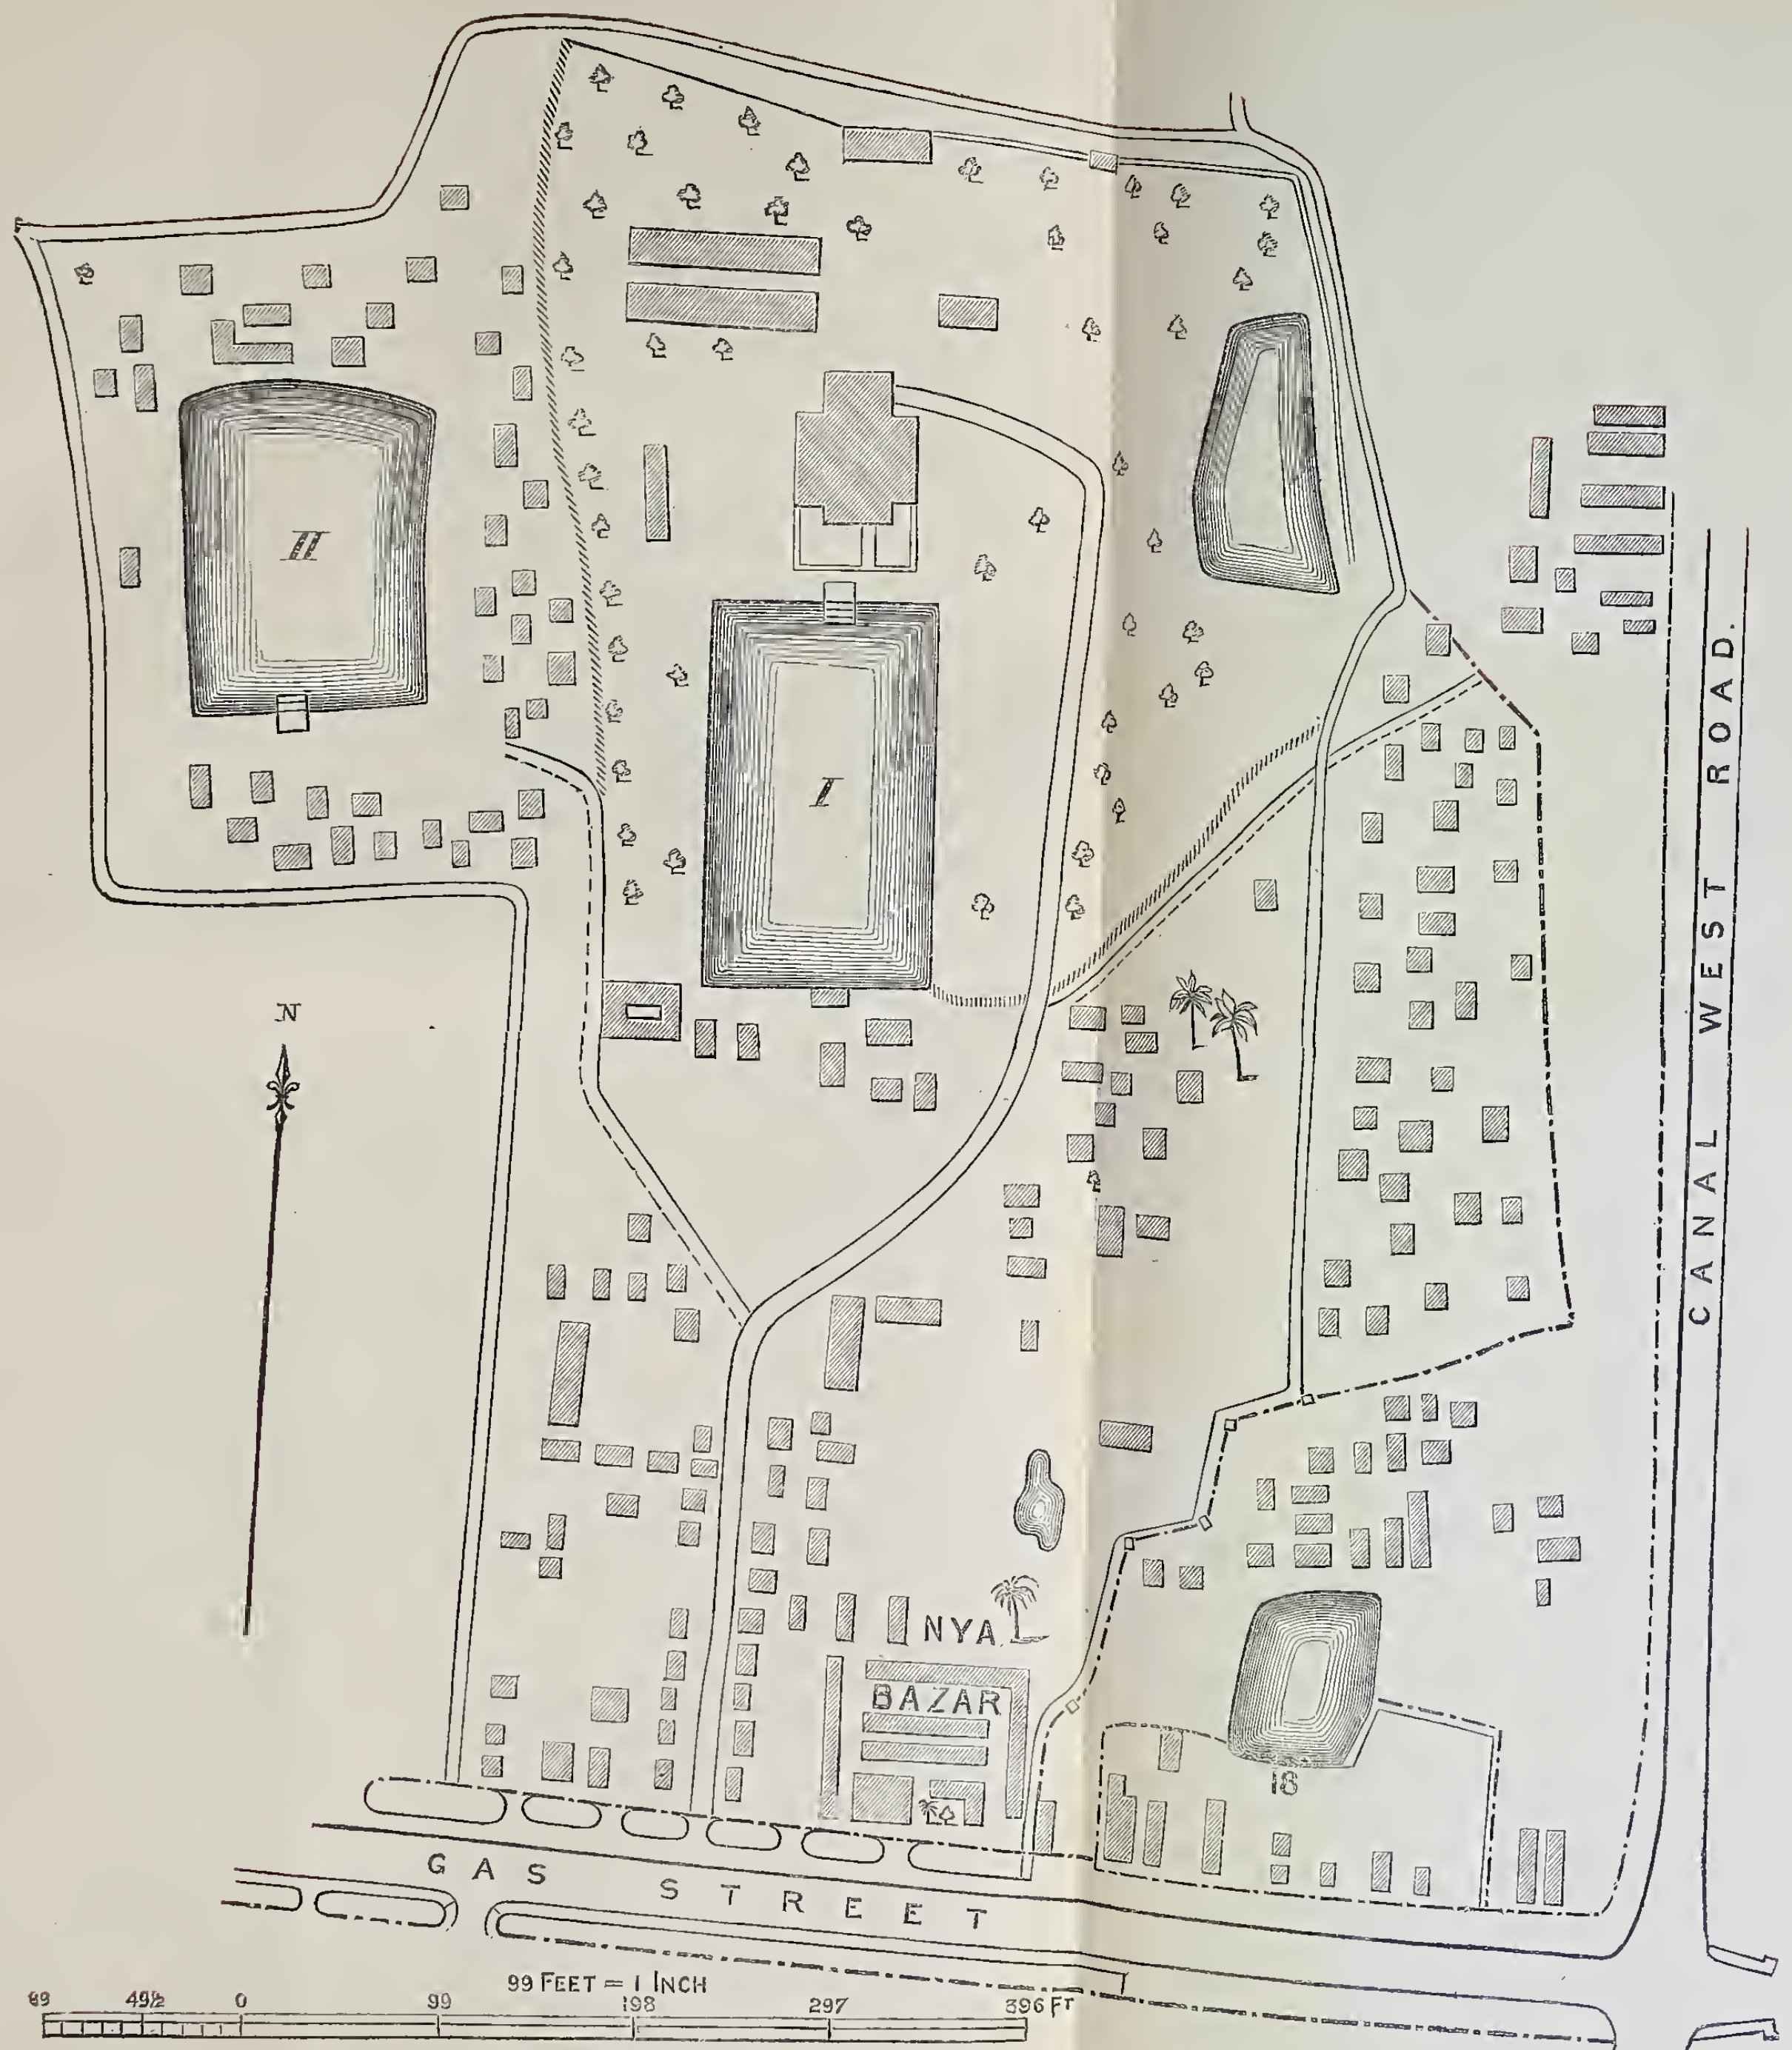 II
I
N
CANAL WEST ROAD.
NYA
BAZAR
18
GAS STREET
99 FEET = 1 INCH
99 49½ 0 99 198 297 396 FT